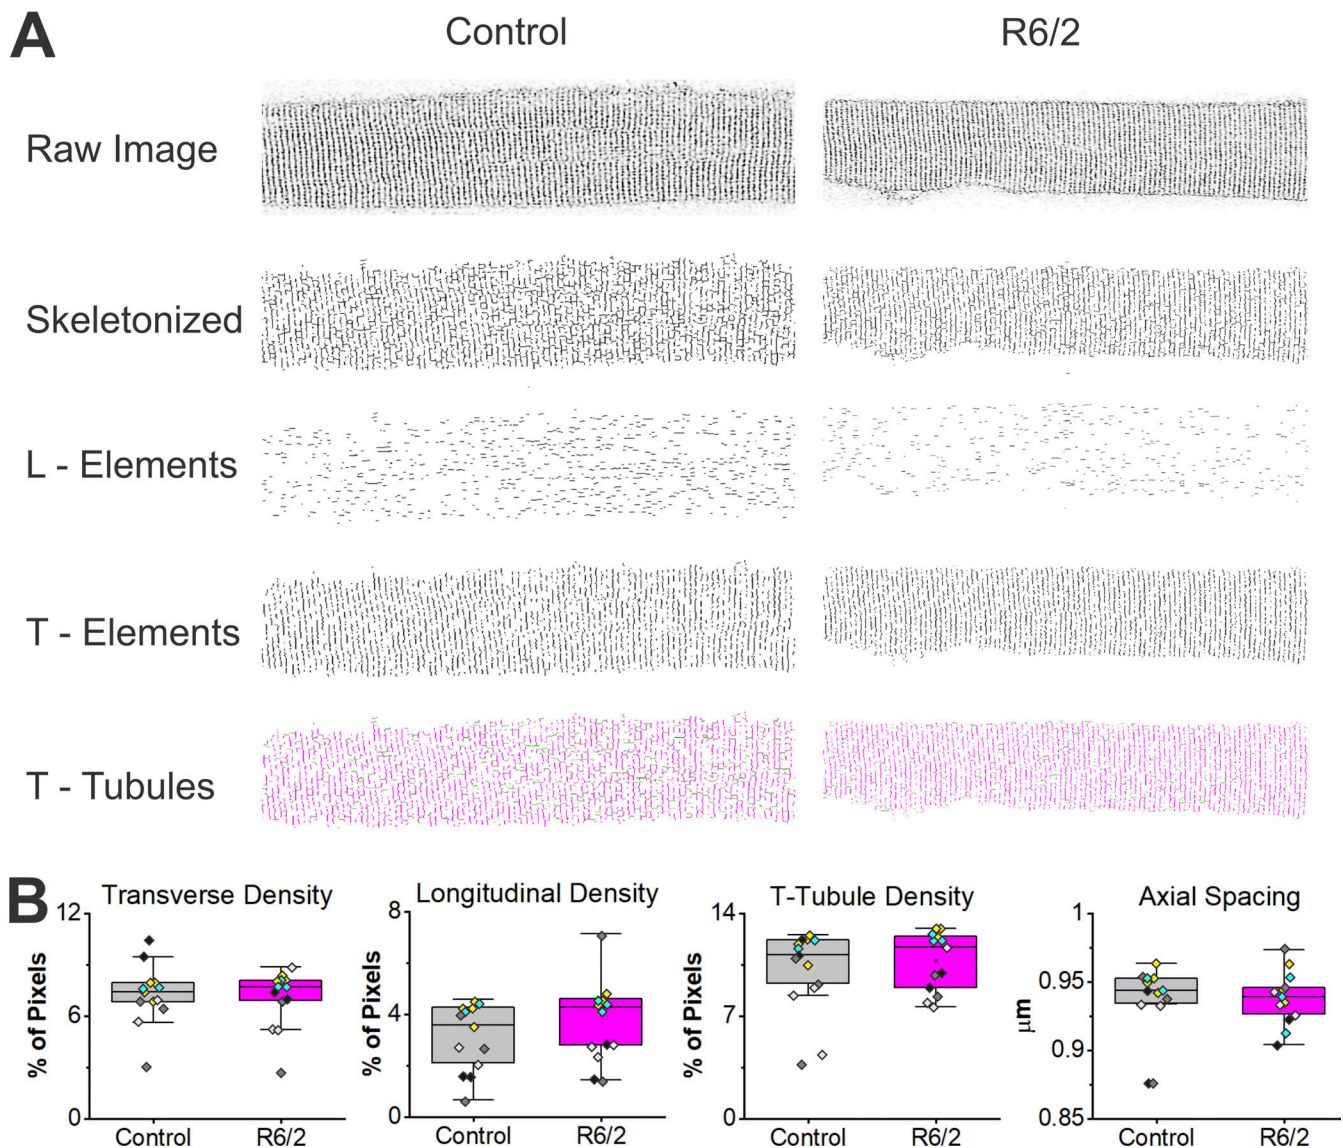 A
Control
R6/2
Raw Image
Skeletonized
L - Elements
T - Elements
T - Tubules
B
Transverse Density
% of Pixels
12
6
0
Control
R6/2
Longitudinal Density
% of Pixels
8
4
0
Control
R6/2
T-Tubule Density
% of Pixels
14
7
0
Control
R6/2
Axial Spacing
μm
1
0.95
0.9
0.85
Control
R6/2